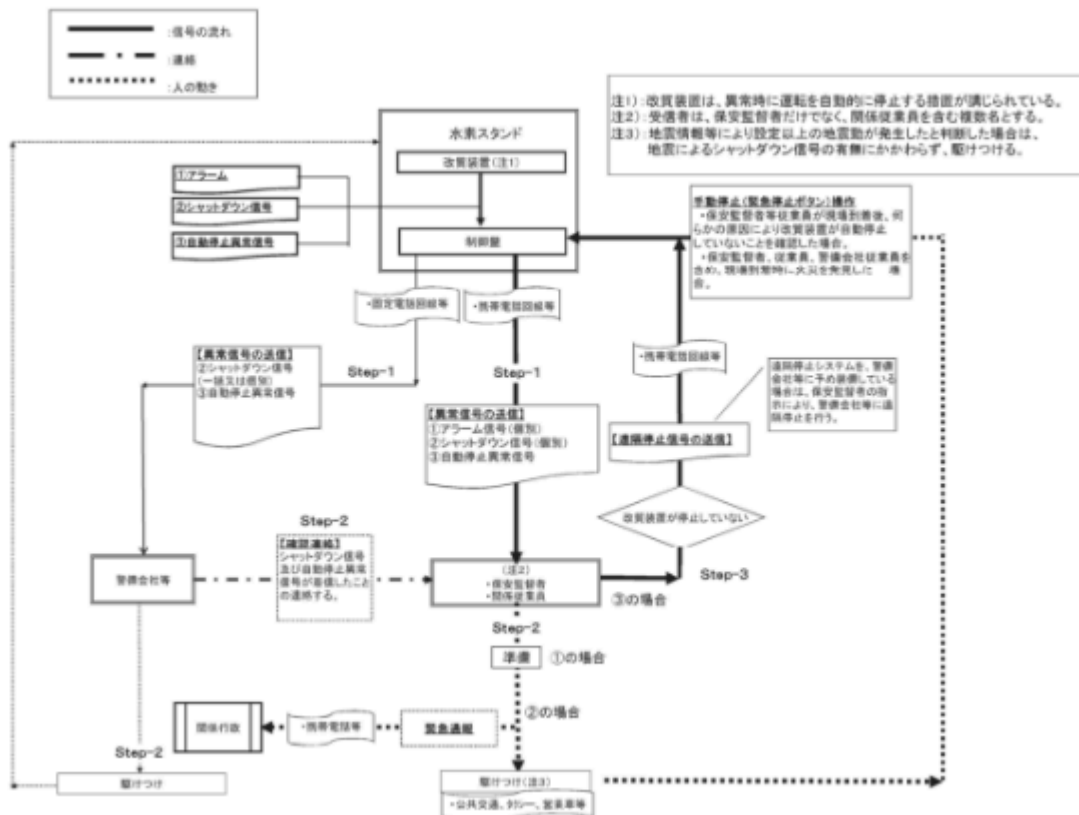 :信号の流れ
:連絡
:人の動き
注1):改質装置は、異常時に運転を自動的に停止する措置が講じられている。
注2):受信者は、保安監督者だけでなく、関係従業員を含む複数名とする。
注3):地震情報等により設定以上の地震動が発生したと判断した場合は、
地震によるシャットダウン信号の有無にかかわらず、駆けつける。
水素スタンド
改質装置(注1)
①アラーム
②シャットダウン信号
③自動停止異常信号
制御盤
手動停止(緊急停止ボタン)操作
・保安監督者等従業員が現場到着後、何
らかの原因により改質装置が自動停止
していないことを確認した場合。
・保安監督者、従業員、警備会社従業員を
含め、現場到着時に火災を発見した 場
合。
・固定電話回線等
・携帯電話回線等
Step-1
Step-1
【異常信号の送信】
②シャットダウン信号
(一括又は個別)
③自動停止異常信号
・携帯電話回線等
遠隔停止システムを、警備
会社等に予め装備している
場合は、保安監督者の指
示により、警備会社等に遠
隔停止を行う。
【異常信号の送信】
①アラーム信号(個別)
②シャットダウン信号(個別)
③自動停止異常信号
【遠隔停止信号の送信】
改質装置が停止していない
Step-2
【確認連絡】
シャットダウン信号
及び自動停止異常
信号が着信したこと
の連絡する。
警備会社等
(注2)
・保安監督者
・関係従業員
Step-3
③の場合
Step-2
準備
①の場合
②の場合
関係行政
・携帯電話等
緊急通報
Step-2
駆けつけ
駆けつけ(注3)
・公共交通、タクシー、営業車等